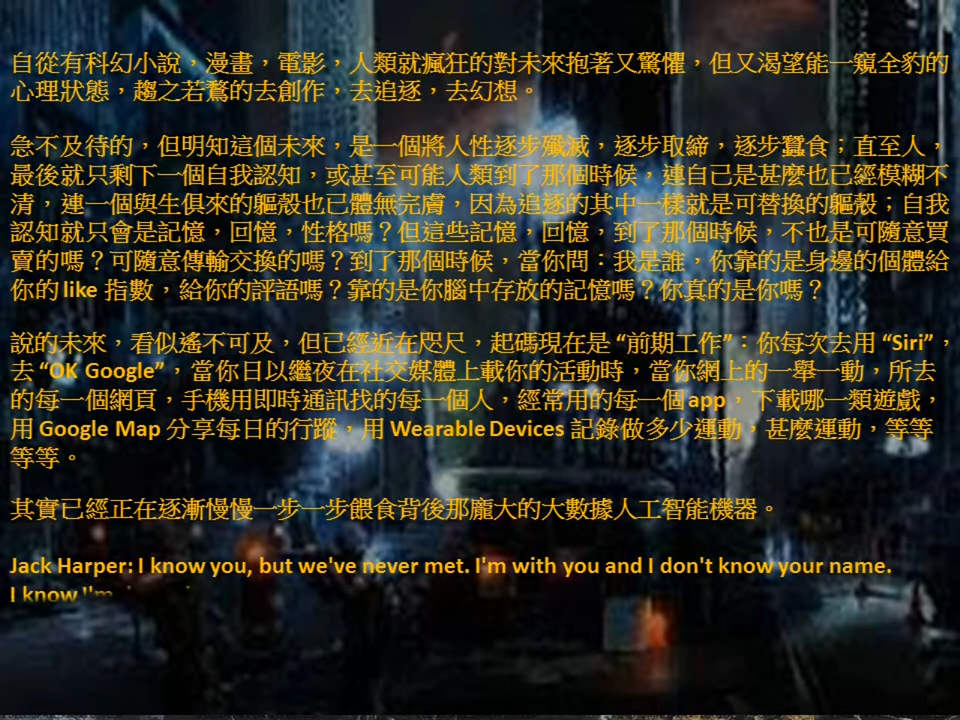 自從有科幻小說，漫畫，電影，人類就瘋狂的對未來抱著又驚懼，但又渴望能一窺全豹的
心理狀態，趨之若鶩的去創作，去追逐，去幻想。
急不及待的，但明知這個未來，是一個將人性逐步殲滅，逐步取締，逐步蠶食；直至人，
最後就只剩下一個自我認知，或甚至可能人類到了那個時候，連自已是甚麼也已經模糊不
清，連一個與生俱來的軀殼也已體無完膚，因為追逐的其中一樣就是可替換的軀殼；自我
認知就只會是記憶，回憶，性格嗎？但這些記憶，回憶，到了那個時候，不也是可隨意買
賣的嗎？可隨意傳輸交換的嗎？到了那個時候，當你問：我是誰，你靠的是身邊的個體給
你的 like 指數，給你的評語嗎？靠的是你腦中存放的記憶嗎？你真的是你嗎？
說的未來，看似遙不可及，但已經近在咫尺，起碼現在是 “前期工作”：你每次去用 “Siri”，
去 “OK Google”，當你日以繼夜在社交媒體上載你的活動時，當你網上的一舉一動，所去
的每一個網頁，手機用即時通訊找的每一個人，經常用的每一個 app，下載哪一類遊戲，
用 Google Map 分享每日的行蹤，用 Wearable Devices 記錄做多少運動，甚麼運動，等等
等等。
其實已經正在逐漸慢慢一步一步餵食背後那龐大的大數據人工智能機器。
Jack Harper: I know you, but we've never met. I'm with you and I don't know your name.
I know I'm